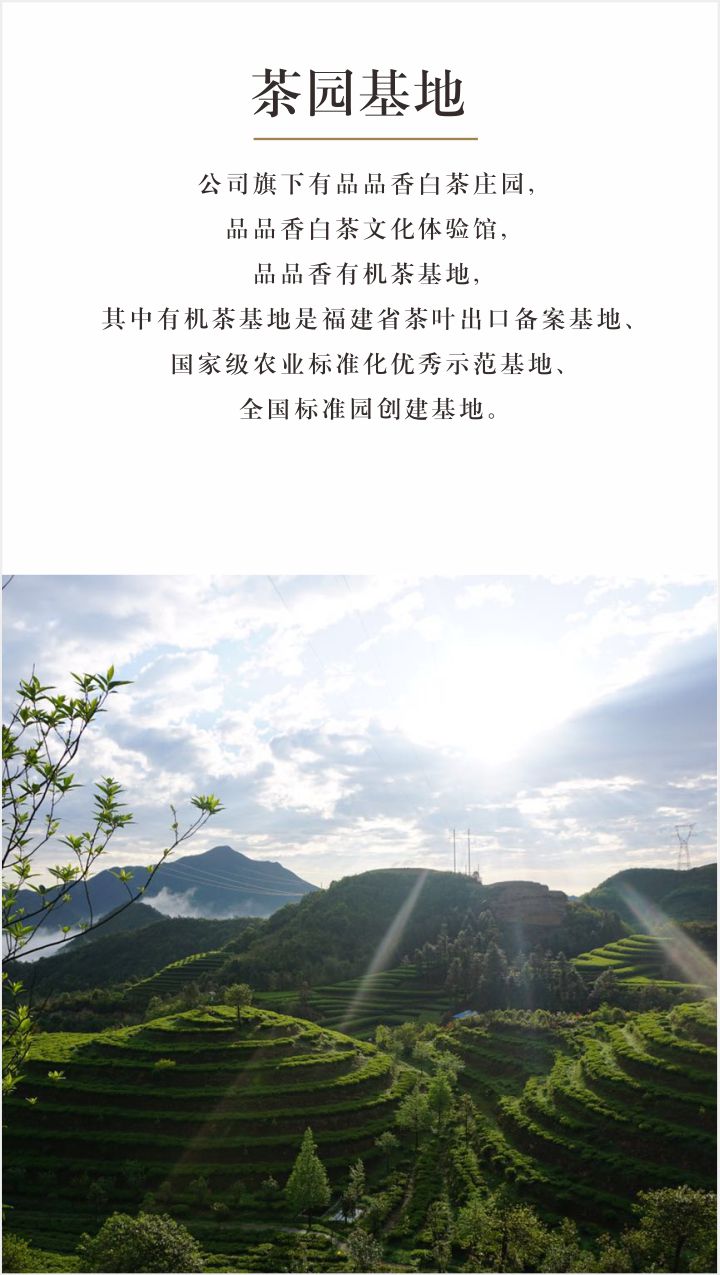 茶园基地
公司旗下有品品香白茶庄园,
品品香白茶文化体验馆,
品品香有机茶基地,
其中有机茶基地是福建省茶叶出口备案基地、
国家级农业标准化优秀示范基地、
全国标准园创建基地。